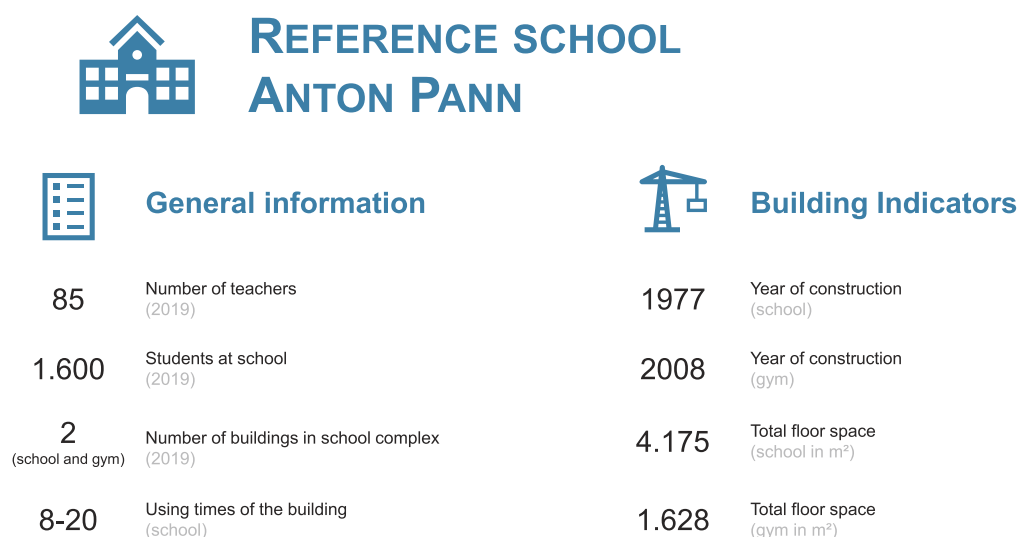 REFERENCE SCHOOL
ANTON PANN
General information
85
Number of teachers
(2019)
1.600
Students at school
(2019)
2
(school and gym)
Number of buildings in school complex
(2019)
8-20
Using times of the building
(school)
Building Indicators
1977
Year of construction
(school)
2008
Year of construction
(gym)
4.175
Total floor space
(school in m²)
1.628
Total floor space
(gym in m²)